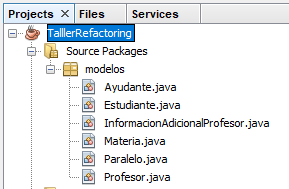 Projects Files Services
TallerRefactoring
Source Packages
modelos
Ayudante.java
Estudiante.java
InformacionAdicionalProfesor.java
Materia.java
Paralelo.java
Profesor.java